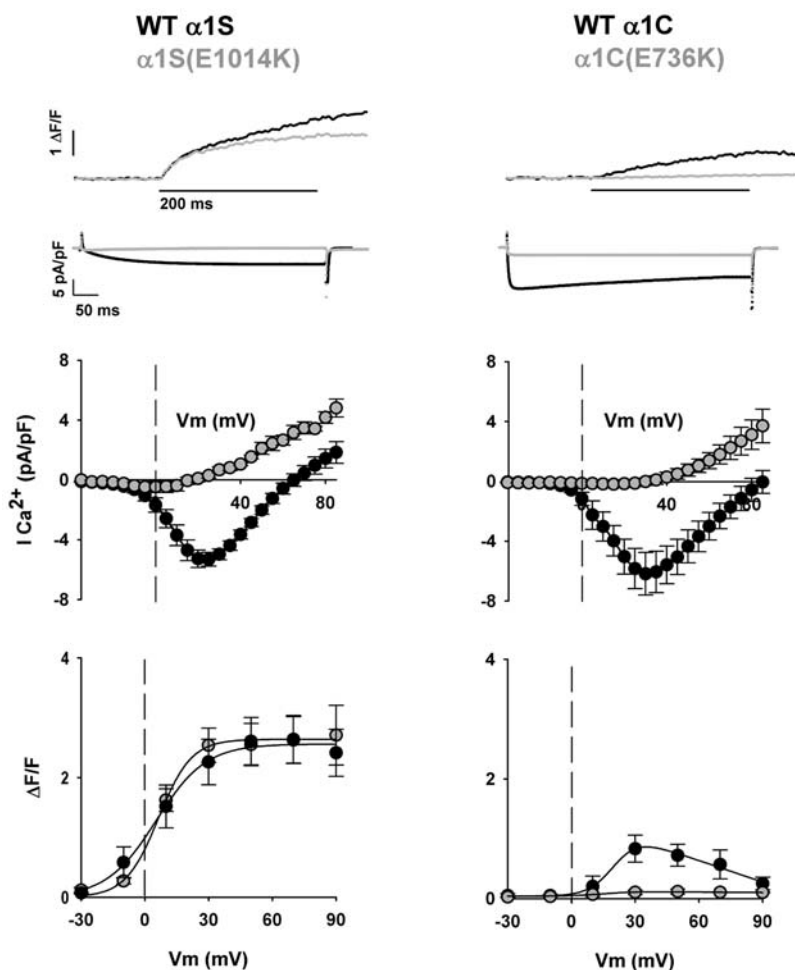 WT α1S
α1S(E1014K)
WT α1C
α1C(E736K)
1 ΔF/F
200 ms
5 pA/pF
50 ms
8
4
0
-4
-8
I Ca2+ (pA/pF)
Vm (mV)
40
80
8
4
0
-4
-8
Vm (mV)
40
4
2
0
ΔF/F
-30
0
30
60
90
Vm (mV)
4
2
0
-30
0
30
60
90
Vm (mV)